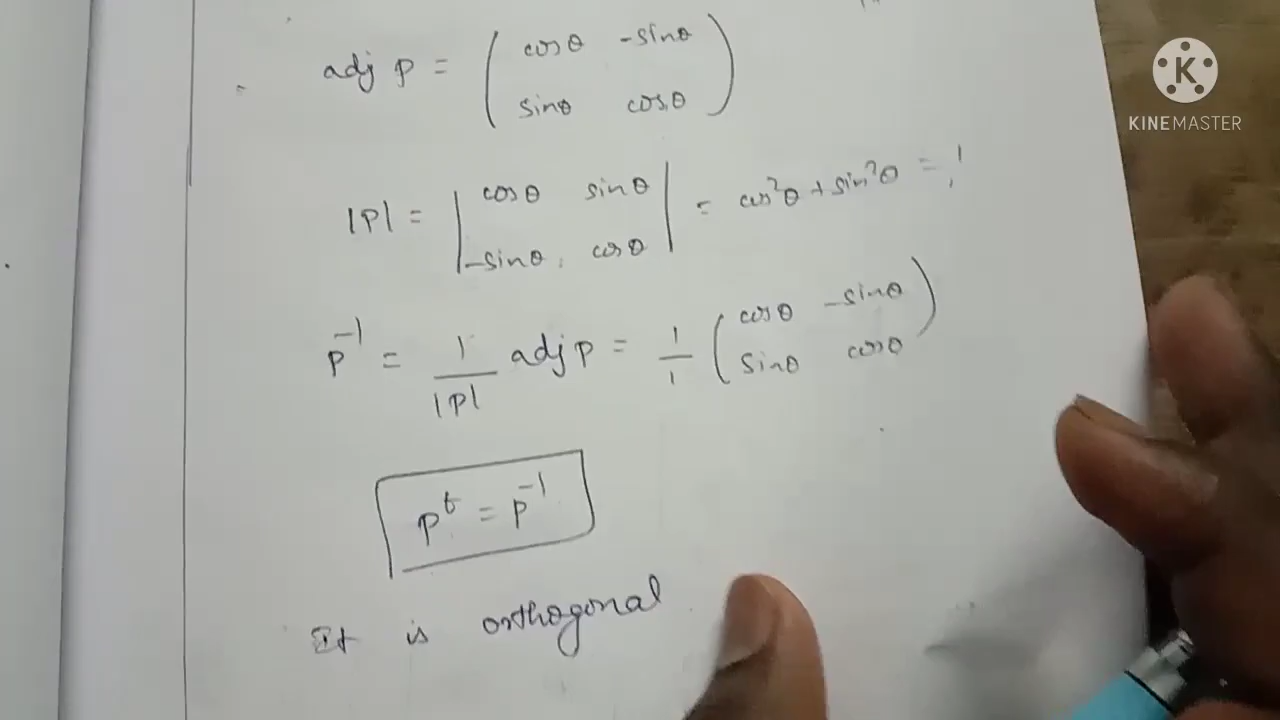 adj P = ( cosθ -sinθ
sinθ cosθ )
KINEMASTER
|P| = | cosθ sinθ
-sinθ cosθ | = cos²θ + sin²θ = 1
P⁻¹ = 1/|P| adj P = 1/1 ( cosθ -sinθ
sinθ cosθ )
Pᵗ = P⁻¹
It is orthogonal